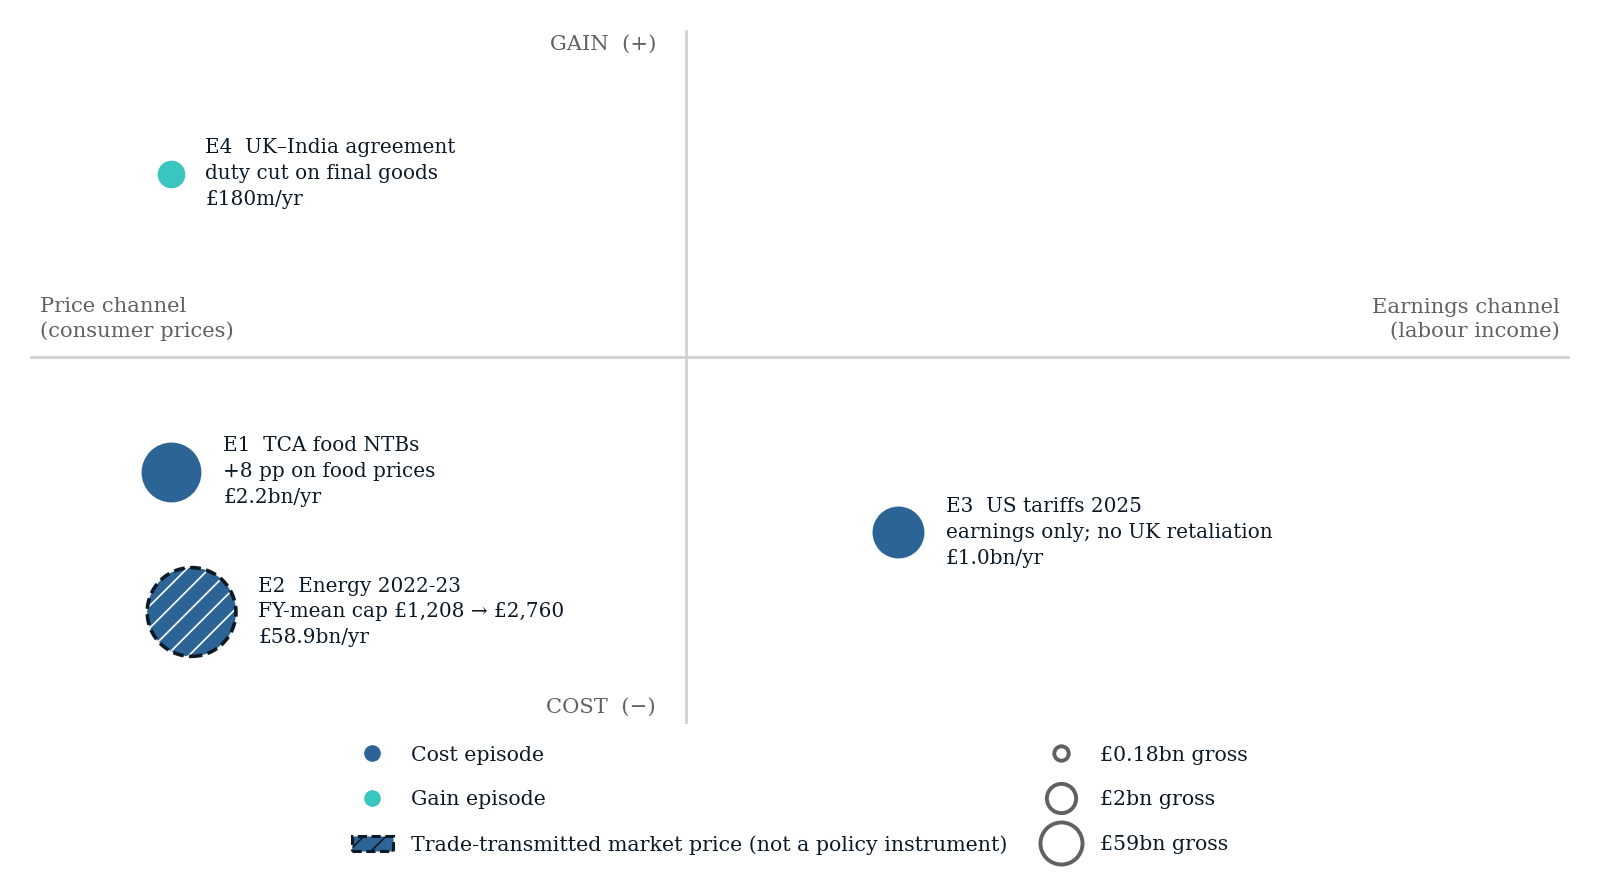 GAIN (+)
E4 UK–India agreement
duty cut on final goods
£180m/yr
Price channel
(consumer prices)
Earnings channel
(labour income)
E1 TCA food NTBs
+8 pp on food prices
£2.2bn/yr
E3 US tariffs 2025
earnings only; no UK retaliation
£1.0bn/yr
E2 Energy 2022-23
FY-mean cap £1,208 → £2,760
£58.9bn/yr
COST (−)
Cost episode
Gain episode
Trade-transmitted market price (not a policy instrument)
£0.18bn gross
£2bn gross
£59bn gross